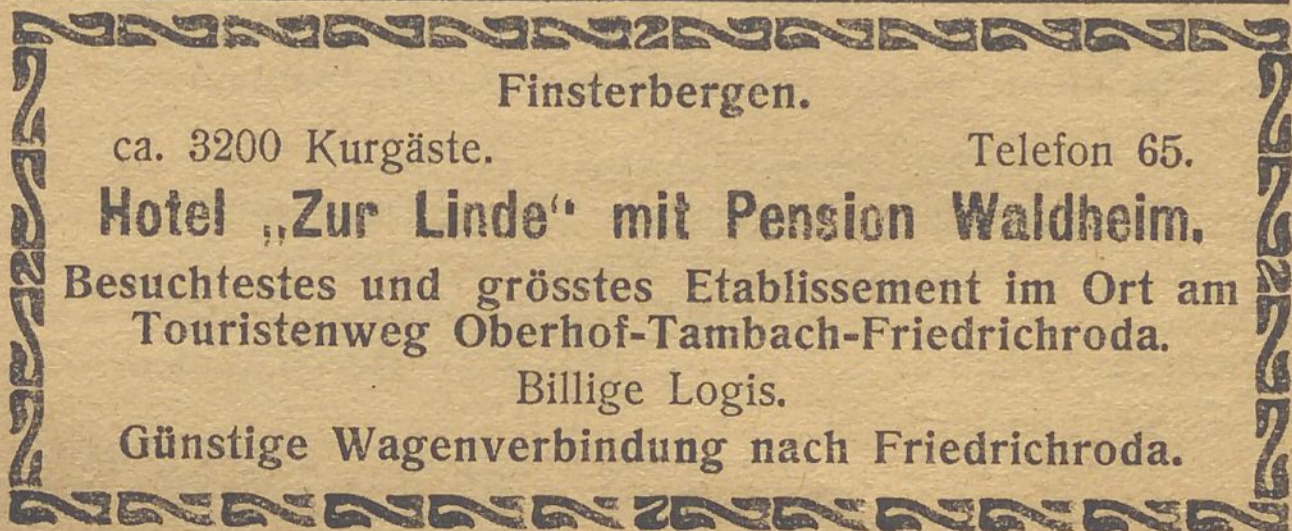 Finsterbergen.
ca. 3200 Kurgäste. Telefon 65.
Hotel „Zur Linde“ mit Pension Waldheim.
Besuchtestes und grösstes Etablissement im Ort am
Touristenweg Oberhof-Tambach-Friedrichroda.
Billige Logis.
Günstige Wagenverbindung nach Friedrichroda.